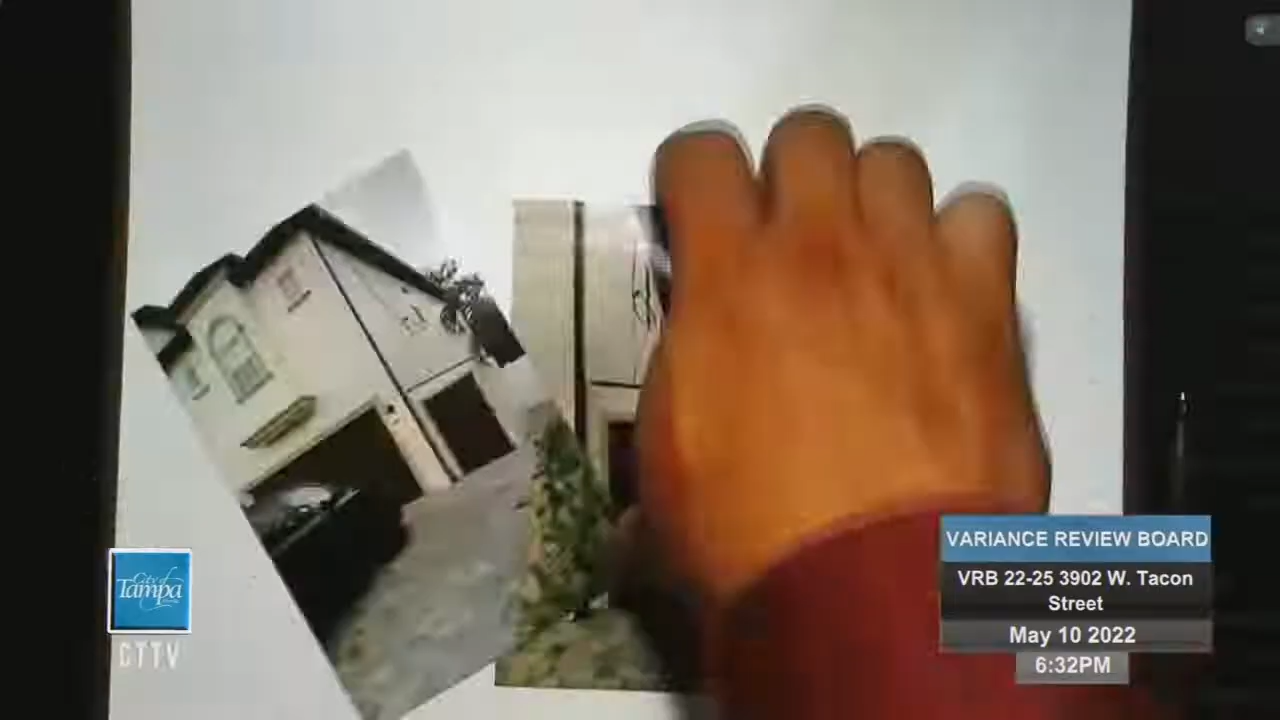 VARIANCE REVIEW BOARD
VRB 22-25 3902 W. Tacon
Street
May 10 2022
6:32PM
City of
Tampa
CTTV